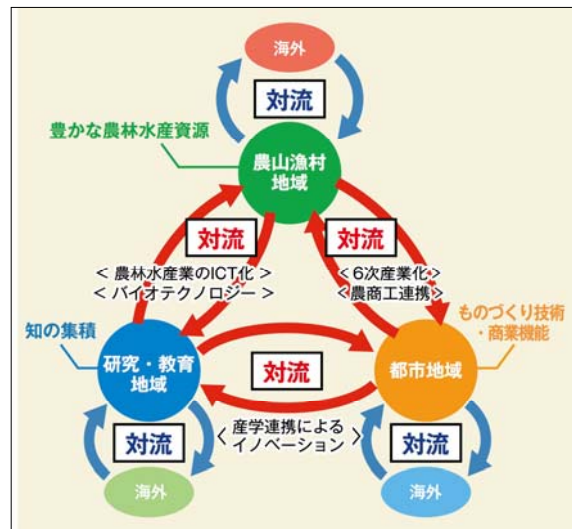 海外
対流
豊かな農林水産資源
農山漁村
地域
対流
対流
< 農林水産業のICT化 >
< バイオテクノロジー >
< 6次産業化 >
< 農商工連携 >
知の集積
ものづくり技術
・商業機能
研究・教育
地域
対流
都市地域
< 産学連携による
イノベーション >
対流
対流
海外
海外